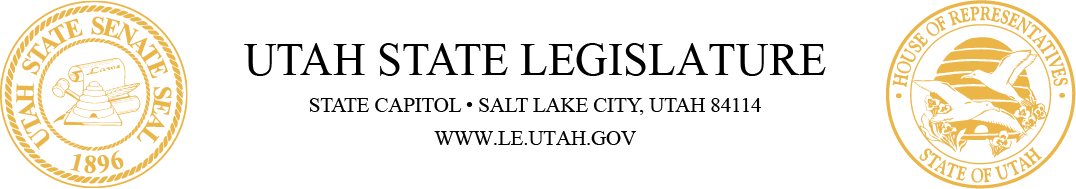 UTAH STATE SENATE SEAL
1896
UTAH STATE LEGISLATURE
STATE CAPITOL • SALT LAKE CITY, UTAH 84114
WWW.LE.UTAH.GOV
• HOUSE OF REPRESENTATIVES •
STATE OF UTAH